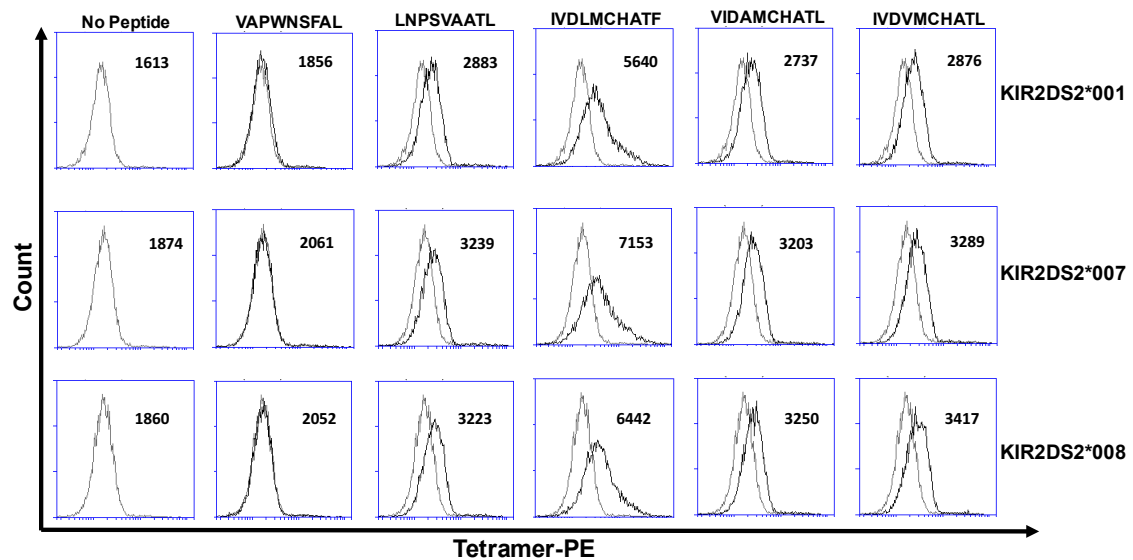 No Peptide VAPWNSFAL LNPSVAATL IVDLMCHATF VIDAMCHATL IVDVMCHATL
1613 1856 2883 5640 2737 2876 KIR2DS2*001
1874 2061 3239 7153 3203 3289 KIR2DS2*007
1860 2052 3223 6442 3250 3417 KIR2DS2*008
Count
Tetramer-PE